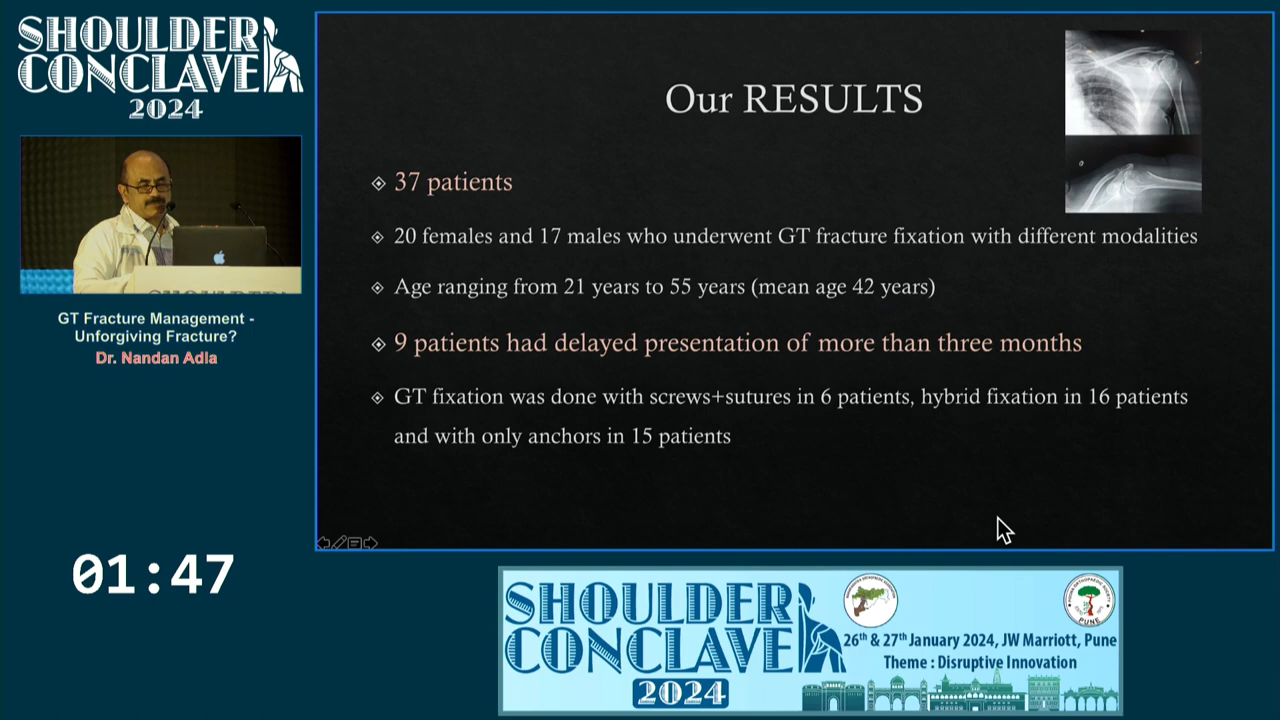 SHOULDER
CONCLAVE
2024
GT Fracture Management -
Unforgiving Fracture?
Dr. Nandan Adla
01:47
Our RESULTS
37 patients
20 females and 17 males who underwent GT fracture fixation with different modalities
Age ranging from 21 years to 55 years (mean age 42 years)
9 patients had delayed presentation of more than three months
GT fixation was done with screws+sutures in 6 patients, hybrid fixation in 16 patients
and with only anchors in 15 patients
SHOULDER
CONCLAVE
2024
PUNE
26th & 27th January 2024, JW Marriott, Pune
Theme : Disruptive Innovation